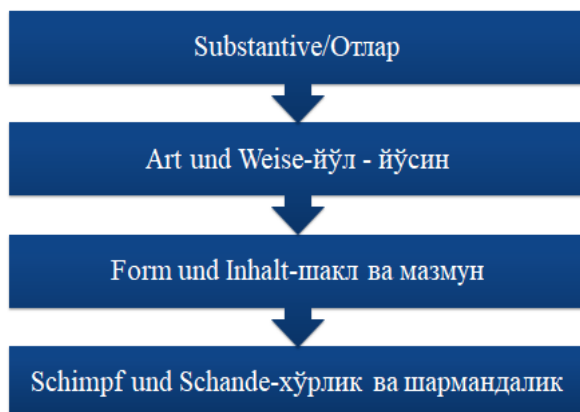 Substantive/Отлар
Art und Weise-йўл - йўсин
Form und Inhalt-шакл ва мазмун
Schimpf und Schande-хўрлик ва шармандалик